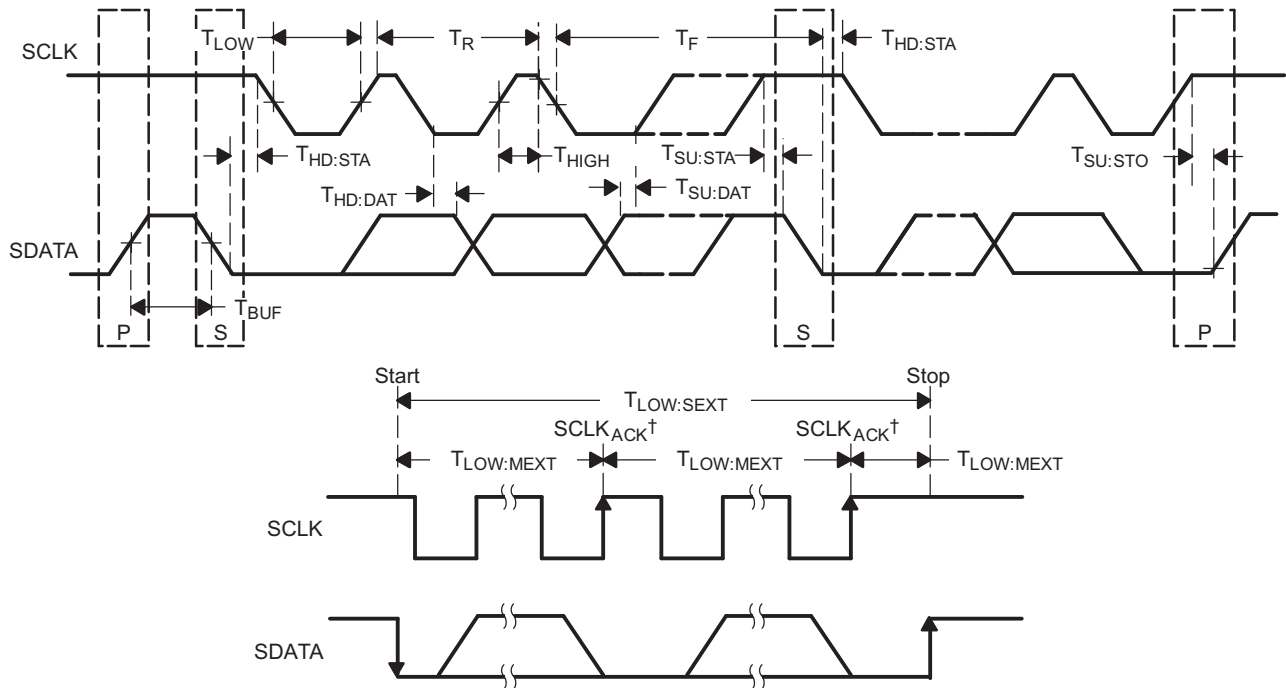 T_LOW T_R T_F T_HD:STA
SCLK
T_HD:STA T_HIGH T_SU:STA T_SU:STO
T_HD:DAT T_SU:DAT
SDATA
T_BUF
P S S P
Start Stop
T_LOW:SEXT
SCLK_ACK† SCLK_ACK†
T_LOW:MEXT T_LOW:MEXT T_LOW:MEXT
SCLK
SDATA